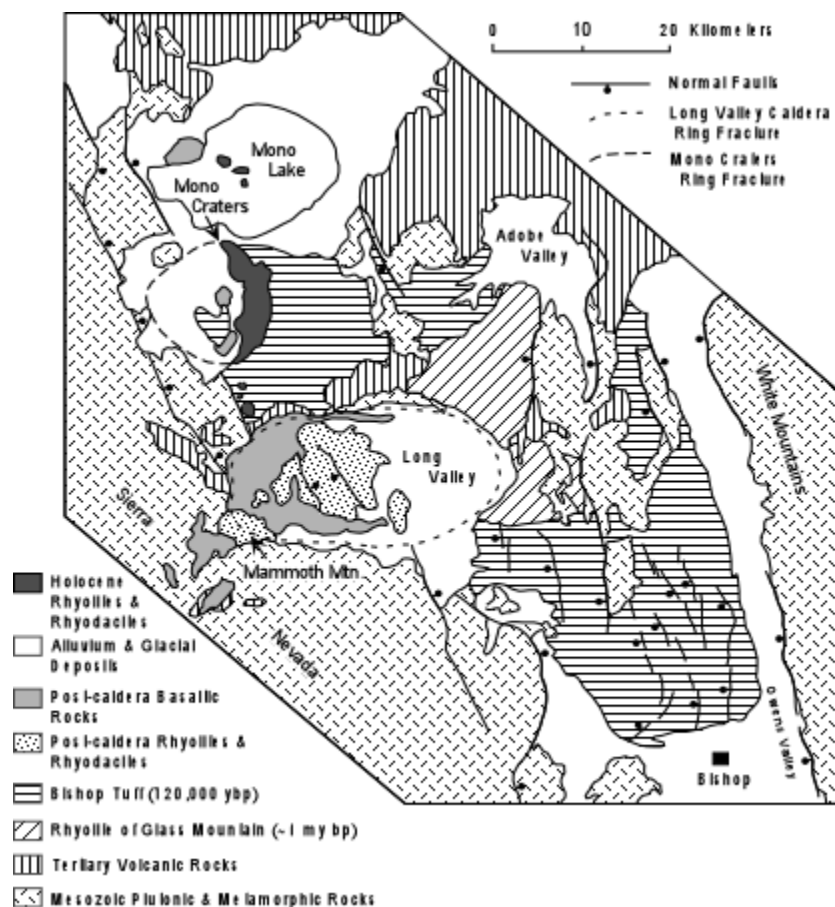 0 10 20 Kilometers
Normal Faults
Long Valley Caldera
Ring Fracture
Mono Craters
Ring Fracture
Mono
Lake
Mono
Craters
Adobe
Valley
White Mountains
Long
Valley
Sierra
Mammoth Mtn
Nevada
Owens Valley
Bishop
Holocene
Rhyolites &
Rhyodacites
Alluvium & Glacial
Deposits
Post-caldera Basaltic
Rocks
Post-caldera Rhyolites &
Rhyodacites
Bishop Tuff (120,000 ybp)
Rhyolite of Glass Mountain (~1 my bp)
Tertiary Volcanic Rocks
Mesozoic Plutonic & Metamorphic Rocks